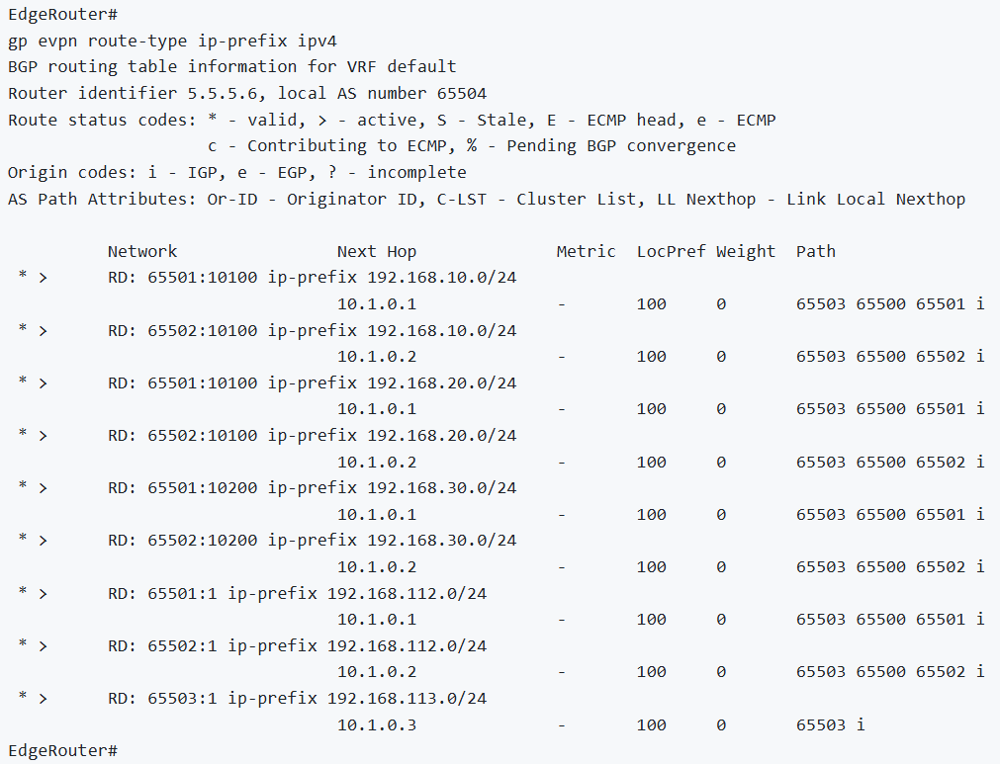 EdgeRouter#
gp evpn route-type ip-prefix ipv4
BGP routing table information for VRF default
Router identifier 5.5.5.6, local AS number 65504
Route status codes: * - valid, > - active, S - Stale, E - ECMP head, e - ECMP
                    c - Contributing to ECMP, % - Pending BGP convergence
Origin codes: i - IGP, e - EGP, ? - incomplete
AS Path Attributes: Or-ID - Originator ID, C-LST - Cluster List, LL Nexthop - Link Local Nexthop

          Network                Next Hop              Metric  LocPref Weight  Path
 * >      RD: 65501:10100 ip-prefix 192.168.10.0/24
                                 10.1.0.1              -       100     0       65503 65500 65501 i
 * >      RD: 65502:10100 ip-prefix 192.168.10.0/24
                                 10.1.0.2              -       100     0       65503 65500 65502 i
 * >      RD: 65501:10100 ip-prefix 192.168.20.0/24
                                 10.1.0.1              -       100     0       65503 65500 65501 i
 * >      RD: 65502:10100 ip-prefix 192.168.20.0/24
                                 10.1.0.2              -       100     0       65503 65500 65502 i
 * >      RD: 65501:10200 ip-prefix 192.168.30.0/24
                                 10.1.0.1              -       100     0       65503 65500 65501 i
 * >      RD: 65502:10200 ip-prefix 192.168.30.0/24
                                 10.1.0.2              -       100     0       65503 65500 65502 i
 * >      RD: 65501:1 ip-prefix 192.168.112.0/24
                                 10.1.0.1              -       100     0       65503 65500 65501 i
 * >      RD: 65502:1 ip-prefix 192.168.112.0/24
                                 10.1.0.2              -       100     0       65503 65500 65502 i
 * >      RD: 65503:1 ip-prefix 192.168.113.0/24
                                 10.1.0.3              -       100     0       65503 i
EdgeRouter#